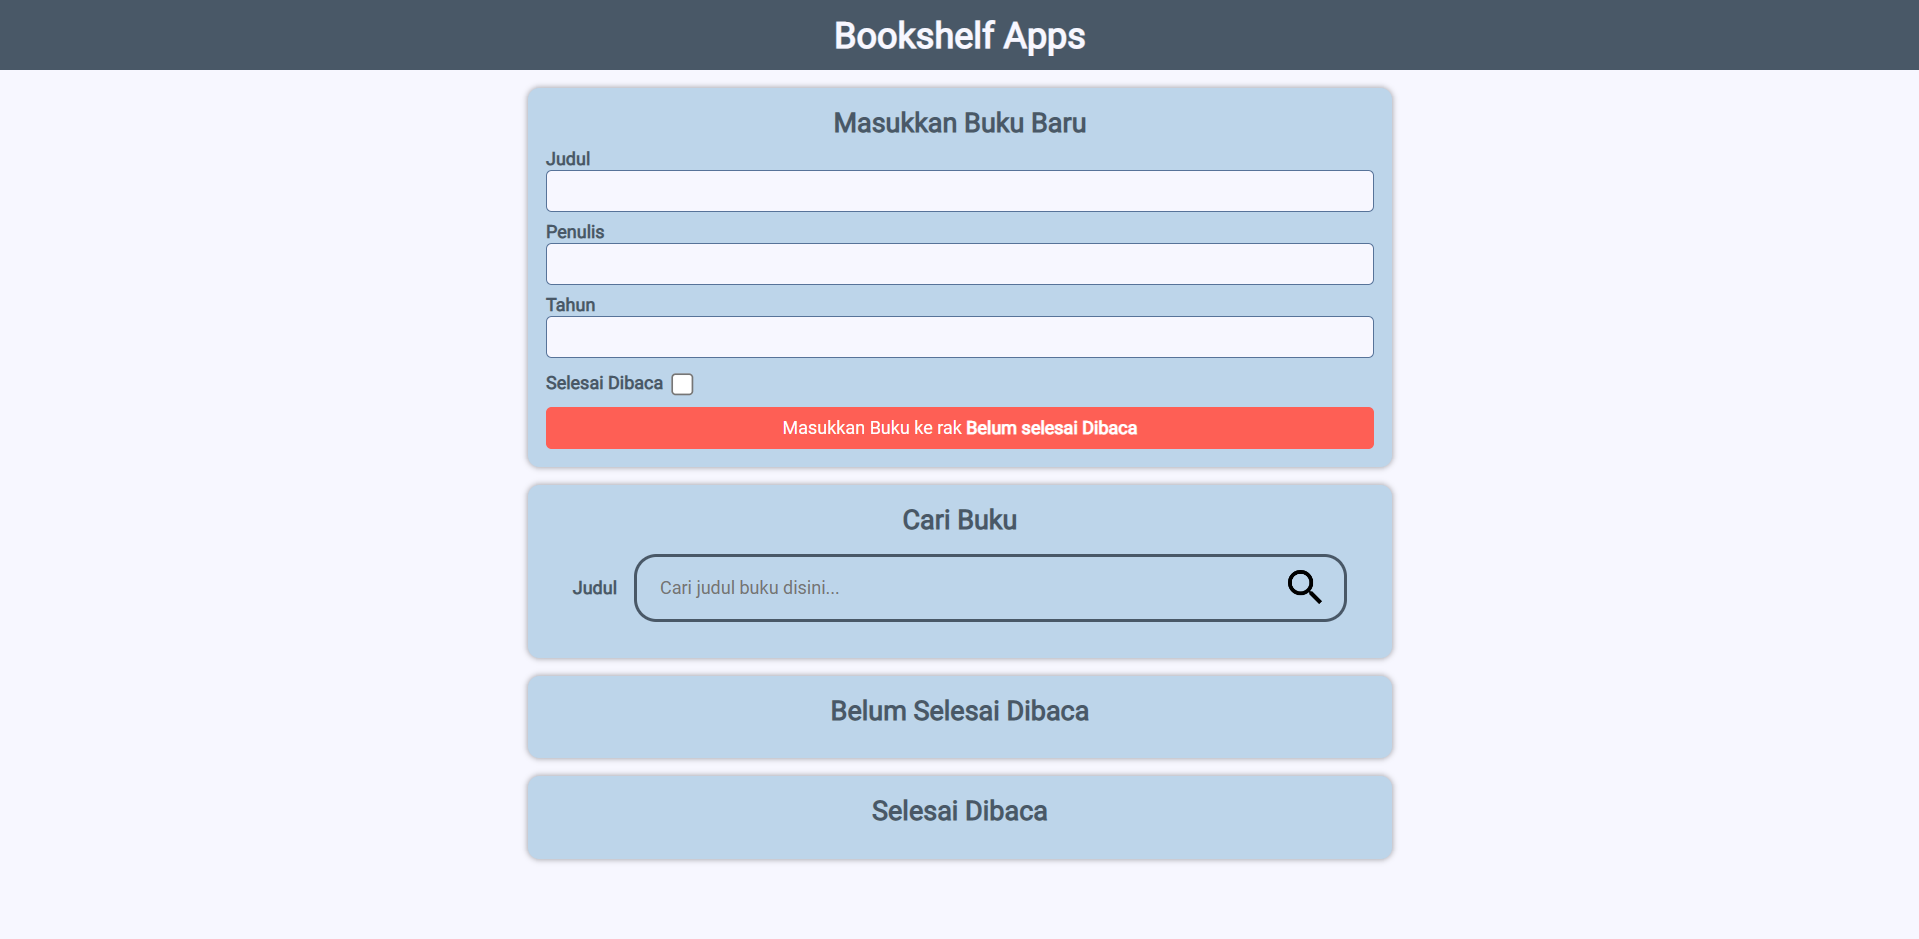 Bookshelf Apps
Masukkan Buku Baru
Judul
Penulis
Tahun
Selesai Dibaca
Masukkan Buku ke rak Belum selesai Dibaca
Cari Buku
Judul Cari judul buku disini...
Belum Selesai Dibaca
Selesai Dibaca